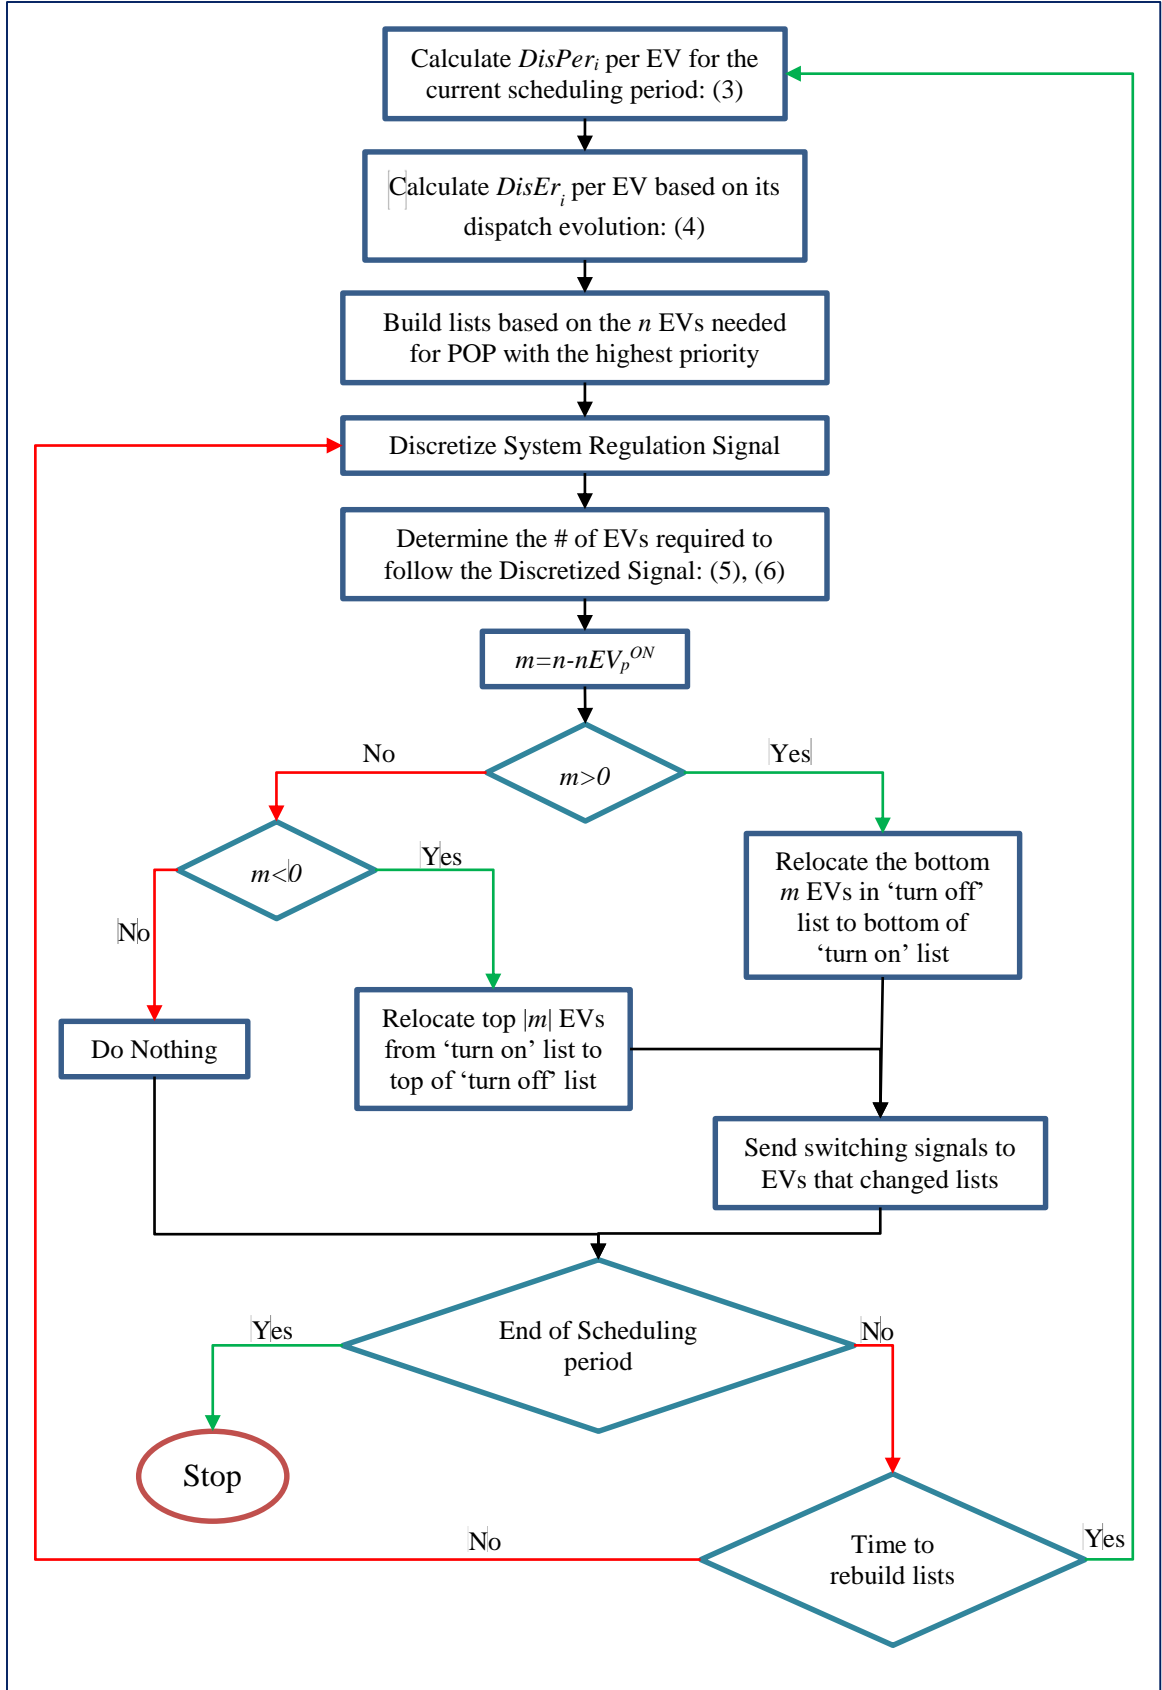 Calculate DisPerᵢ per EV for the
current scheduling period: (3)
Calculate DisErᵢ per EV based on its
dispatch evolution: (4)
Build lists based on the n EVs needed
for POP with the highest priority
Discretize System Regulation Signal
Determine the # of EVs required to
follow the Discretized Signal: (5), (6)
m=n-nEVₚᴼᴺ
m>0
No
Yes
m<0
Yes
No
Relocate the bottom
m EVs in ‘turn off’
list to bottom of
‘turn on’ list
Relocate top |m| EVs
from ‘turn on’ list to
top of ‘turn off’ list
Do Nothing
Send switching signals to
EVs that changed lists
End of Scheduling
period
Yes
No
Stop
Time to
rebuild lists
No
Yes